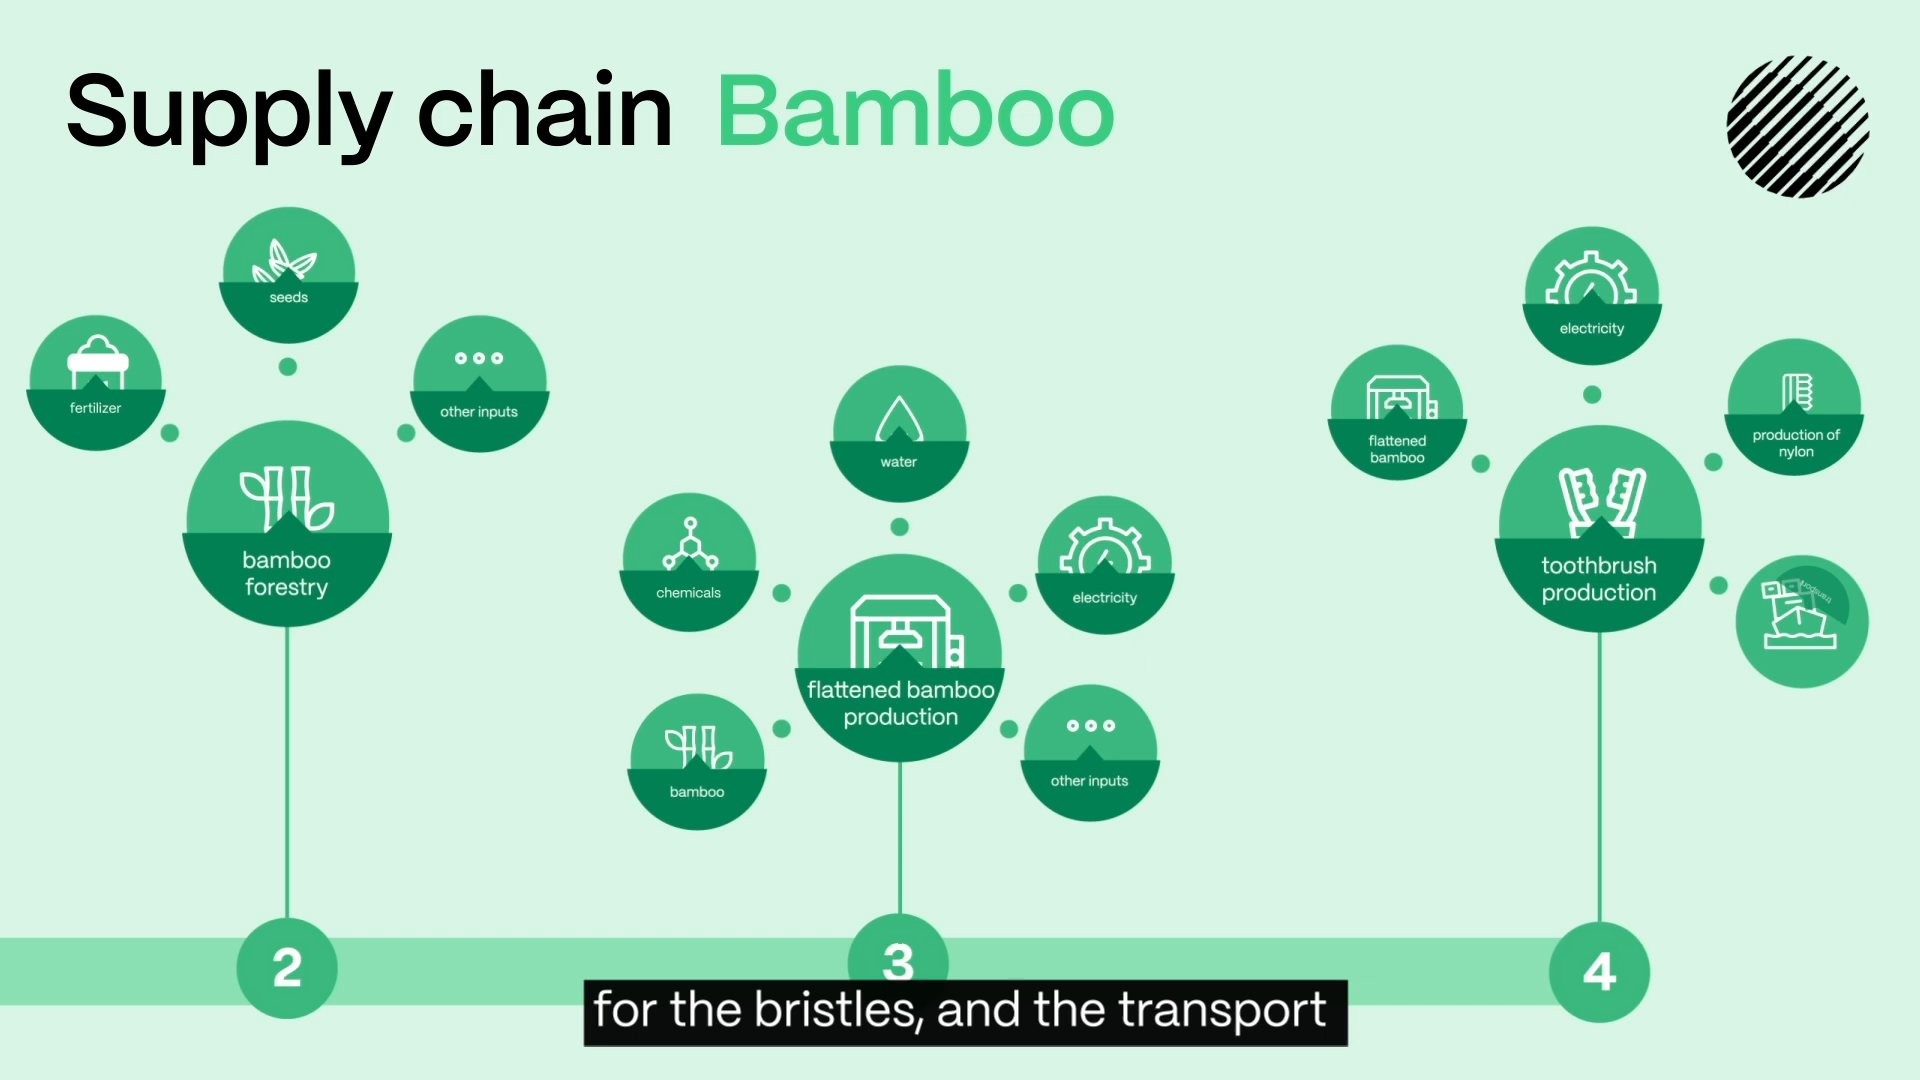 Supply chain Bamboo
seeds
fertilizer
other inputs
bamboo
forestry
water
chemicals
electricity
flattened bamboo
production
bamboo
other inputs
electricity
flattened
bamboo
production of
nylon
toothbrush
production
transport
2
3
4
for the bristles, and the transport